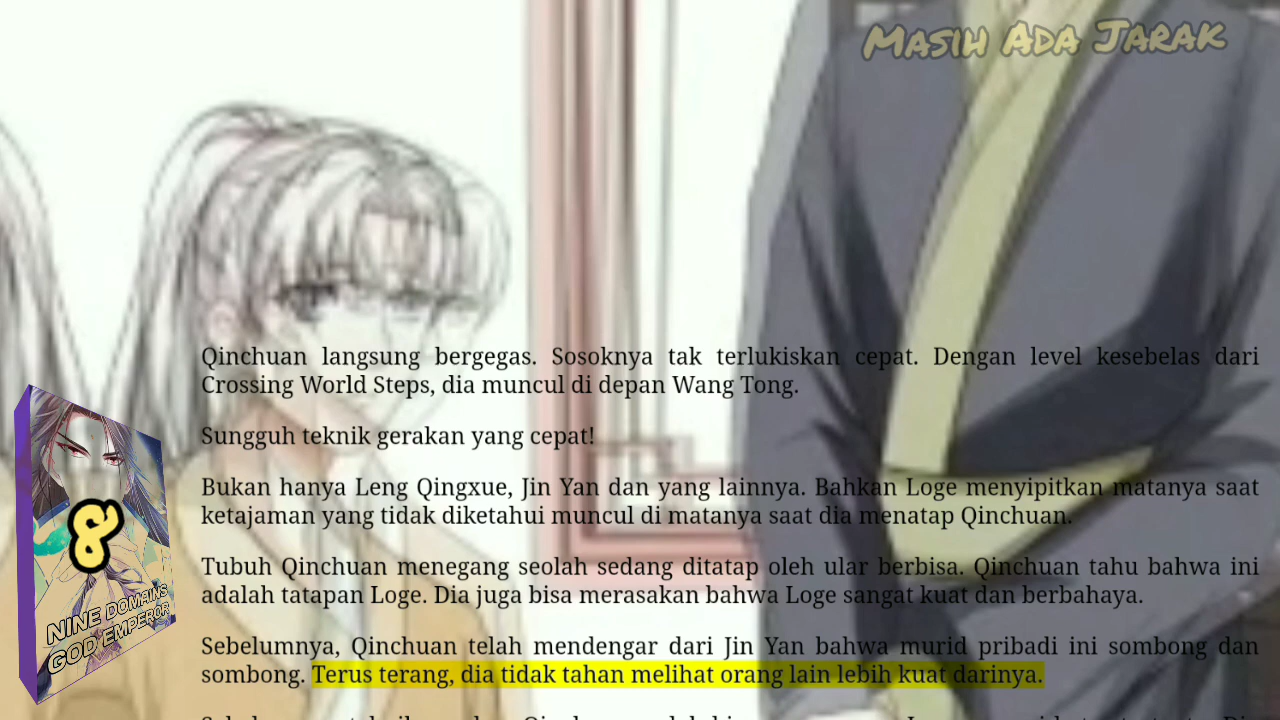 Masih Ada Jarak
Qinchuan langsung bergegas. Sosoknya tak terlukiskan cepat. Dengan level kesebelas dari
Crossing World Steps, dia muncul di depan Wang Tong.
Sungguh teknik gerakan yang cepat!
Bukan hanya Leng Qingxue, Jin Yan dan yang lainnya. Bahkan Loge menyipitkan matanya saat
ketajaman yang tidak diketahui muncul di matanya saat dia menatap Qinchuan.
Tubuh Qinchuan menegang seolah sedang ditatap oleh ular berbisa. Qinchuan tahu bahwa ini
adalah tatapan Loge. Dia juga bisa merasakan bahwa Loge sangat kuat dan berbahaya.
Sebelumnya, Qinchuan telah mendengar dari Jin Yan bahwa murid pribadi ini sombong dan
sombong. Terus terang, dia tidak tahan melihat orang lain lebih kuat darinya.
8
NINE DOMAINS
GOD EMPEROR